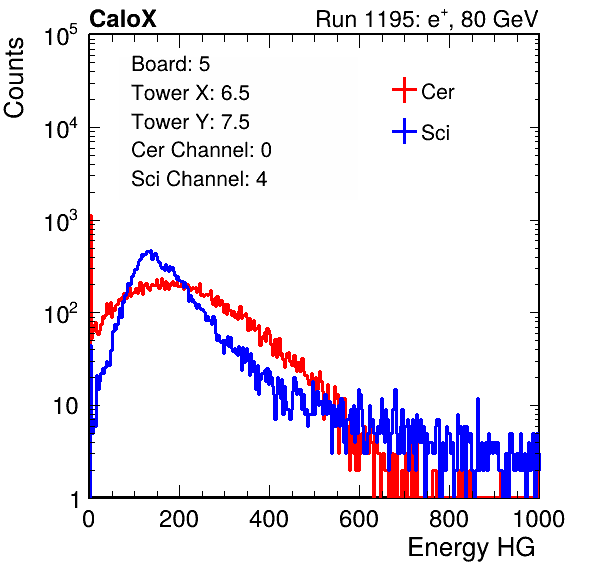 CaloX Run 1195: e⁺, 80 GeV
Counts
Board: 5
Tower X: 6.5
Tower Y: 7.5
Cer Channel: 0
Sci Channel: 4
Cer
Sci
10⁵
10⁴
10³
10²
10
1
0 200 400 600 800 1000
Energy HG